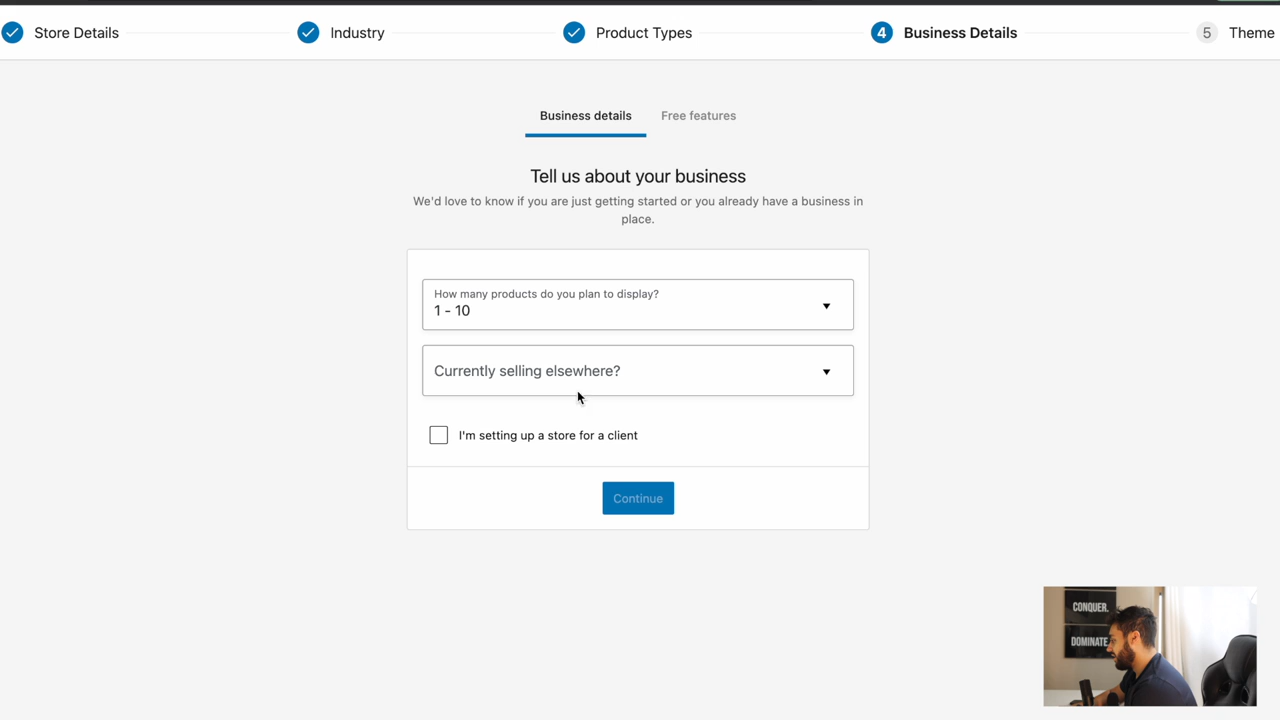 Store Details
Industry
Product Types
4 Business Details
5 Theme
Business details
Free features
Tell us about your business
We'd love to know if you are just getting started or you already have a business in
place.
How many products do you plan to display?
1 - 10
Currently selling elsewhere?
I'm setting up a store for a client
Continue
CONQUER.
DOMINATE